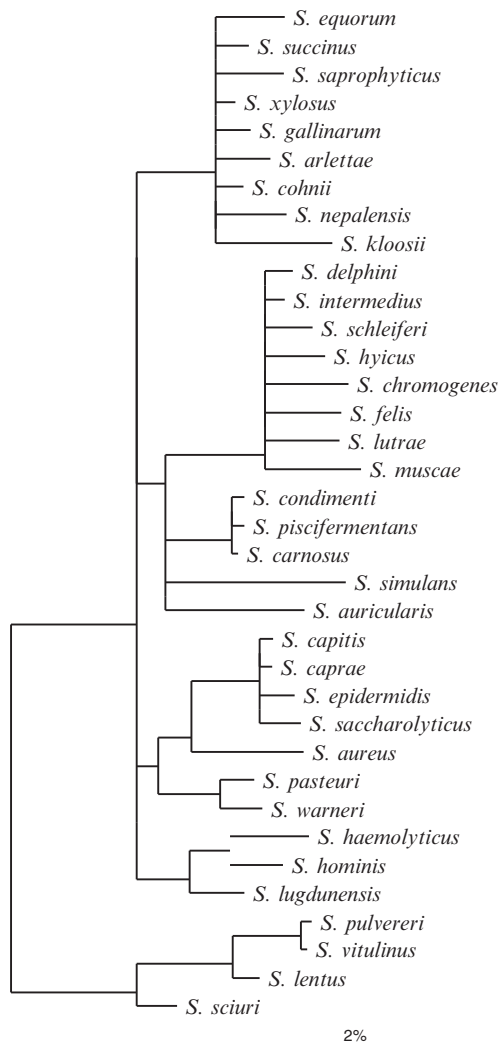 S. equorum
S. succinus
S. saprophyticus
S. xylosus
S. gallinarum
S. arlettae
S. cohnii
S. nepalensis
S. kloosii
S. delphini
S. intermedius
S. schleiferi
S. hyicus
S. chromogenes
S. felis
S. lutrae
S. muscae
S. condimenti
S. piscifermentans
S. carnosus
S. simulans
S. auricularis
S. capitis
S. caprae
S. epidermidis
S. saccharolyticus
S. aureus
S. pasteuri
S. warneri
S. haemolyticus
S. hominis
S. lugdunensis
S. pulvereri
S. vitulinus
S. lentus
S. sciuri
2%